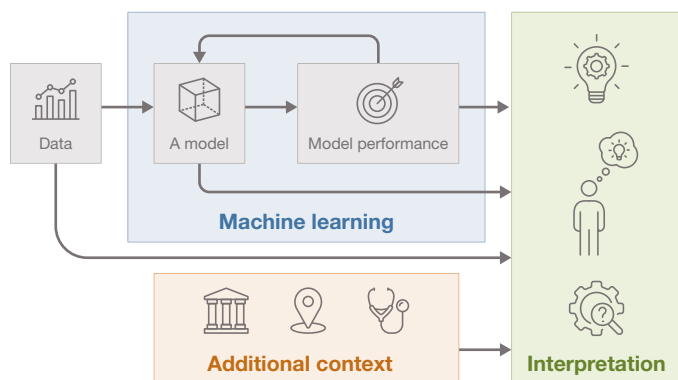 Data
A model
Model performance
Machine learning
Additional context
Interpretation
?